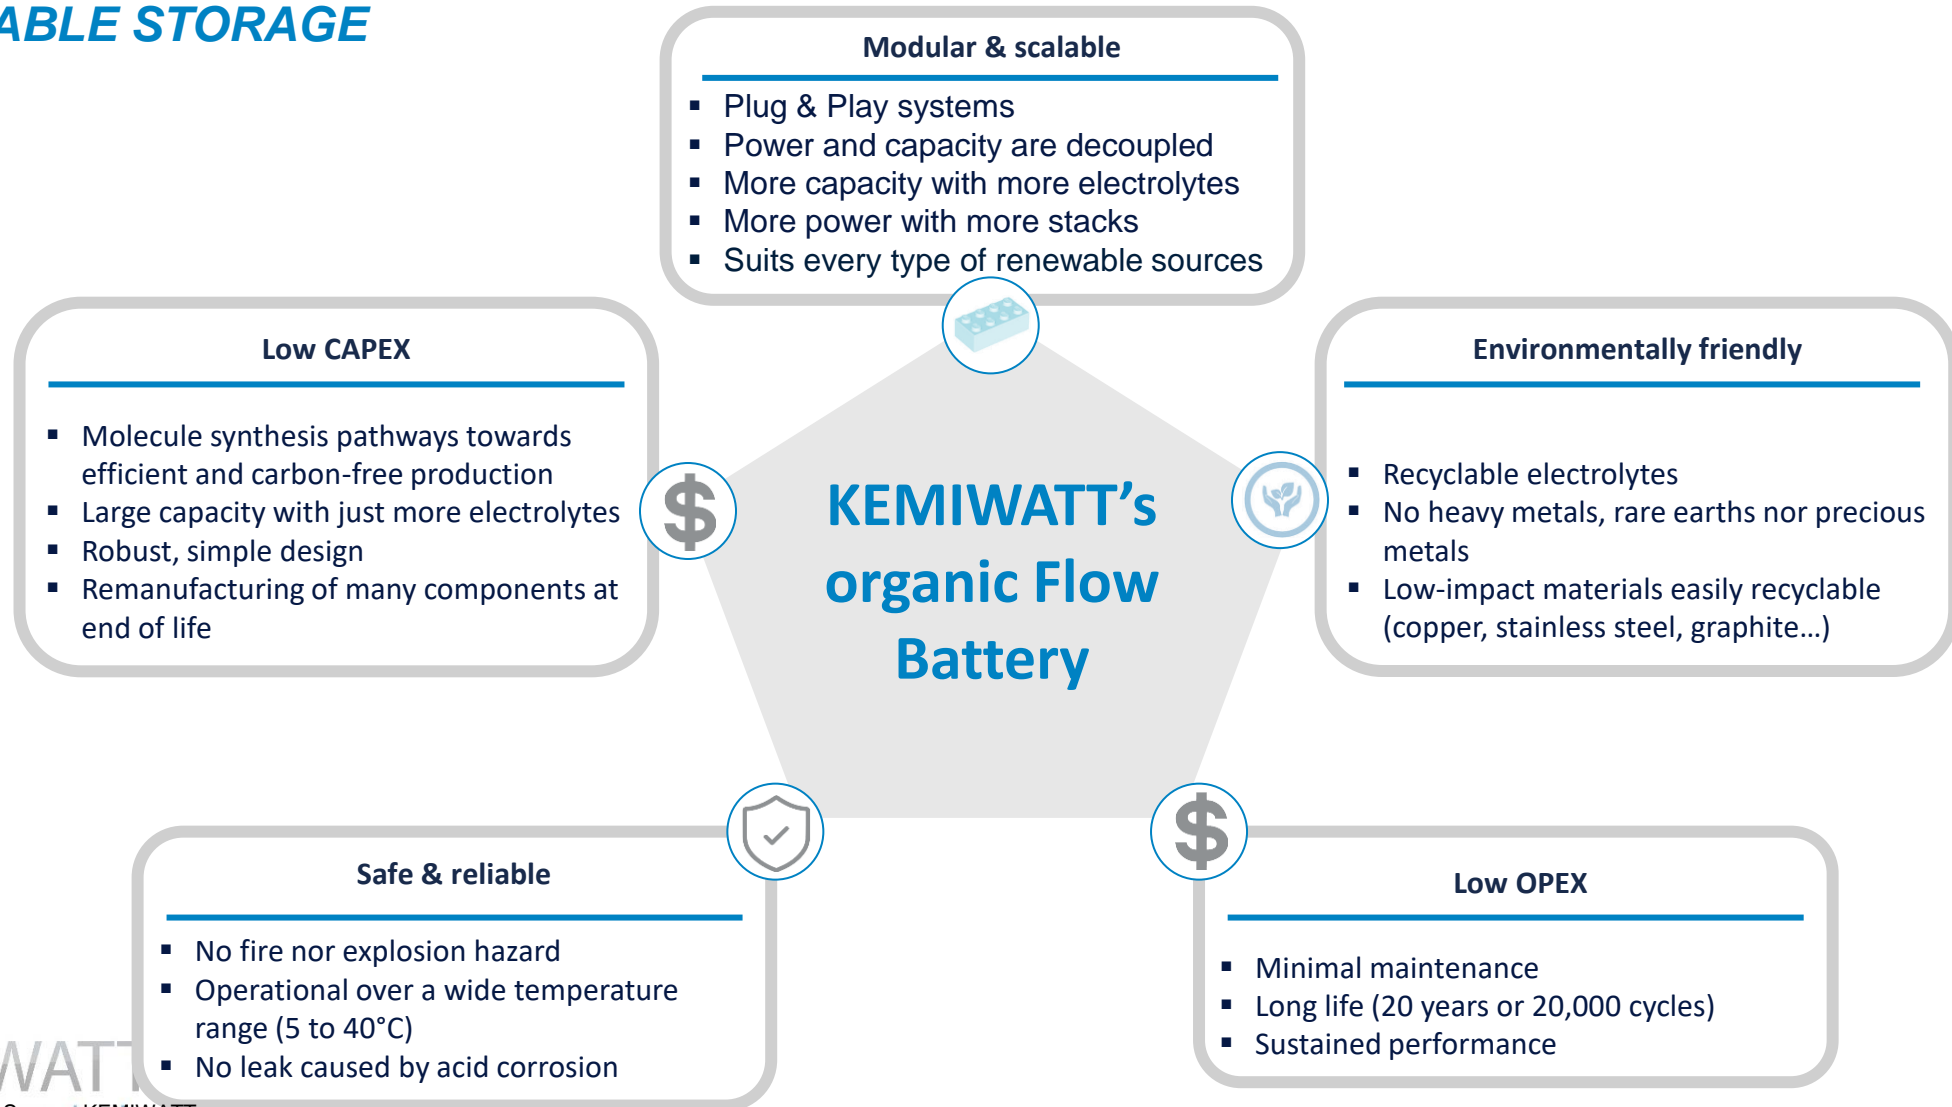 ABLE STORAGE
Modular & scalable
▪ Plug & Play systems
▪ Power and capacity are decoupled
▪ More capacity with more electrolytes
▪ More power with more stacks
▪ Suits every type of renewable sources
Low CAPEX
▪ Molecule synthesis pathways towards
efficient and carbon-free production
▪ Large capacity with just more electrolytes
▪ Robust, simple design
▪ Remanufacturing of many components at
end of life
$
KEMIWATT’s
organic Flow
Battery
Environmentally friendly
▪ Recyclable electrolytes
▪ No heavy metals, rare earths nor precious
metals
▪ Low-impact materials easily recyclable
(copper, stainless steel, graphite…)
Safe & reliable
▪ No fire nor explosion hazard
▪ Operational over a wide temperature
range (5 to 40°C)
▪ No leak caused by acid corrosion
$
Low OPEX
▪ Minimal maintenance
▪ Long life (20 years or 20,000 cycles)
▪ Sustained performance
WATT
KEMIWATT